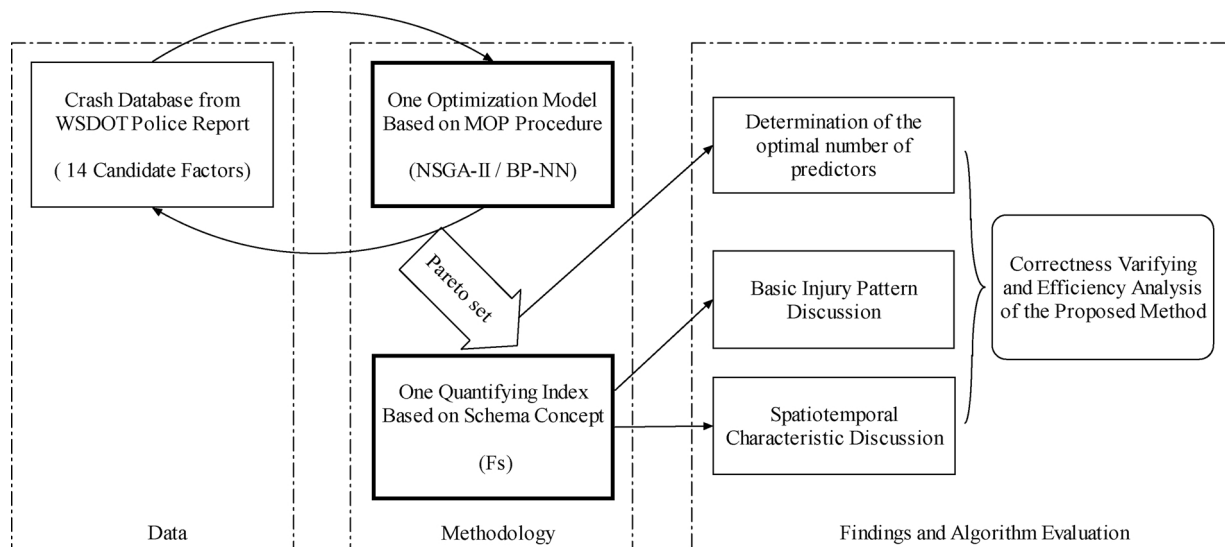 Crash Database from
WSDOT Police Report
( 14 Candidate Factors)
Data
One Optimization Model
Based on MOP Procedure
(NSGA-II / BP-NN)
Pareto set
One Quantifying Index
Based on Schema Concept
(Fs)
Methodology
Determination of the
optimal number of
predictors
Basic Injury Pattern
Discussion
Spatiotemporal
Characteristic Discussion
Correctness Varifying
and Efficiency Analysis
of the Proposed Method
Findings and Algorithm Evaluation